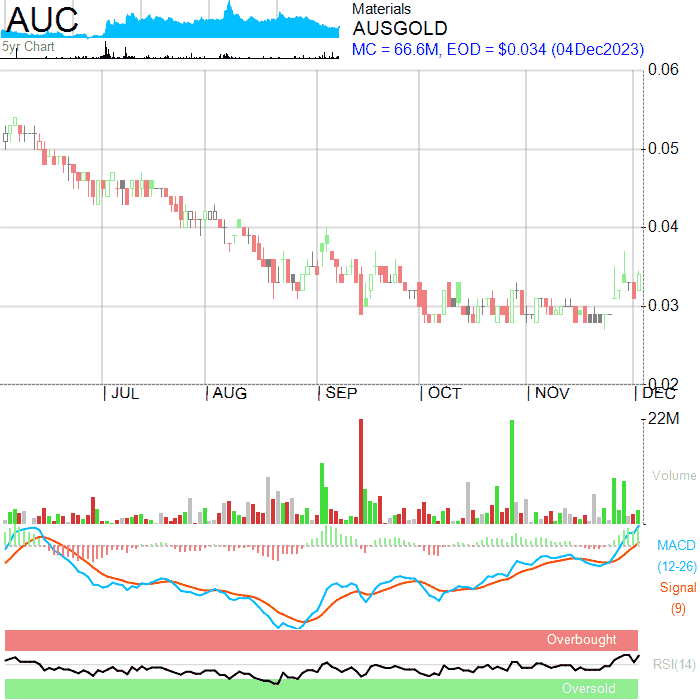 AUC
5yr Chart
Materials
AUSGOLD
MC = 66.6M, EOD = $0.034 (04Dec2023)
0.06
0.05
0.04
0.03
0.02
JUL AUG SEP OCT NOV DEC
22M
Volume
MACD
(12-26)
Signal
(9)
Overbought
RSI(14)
Oversold